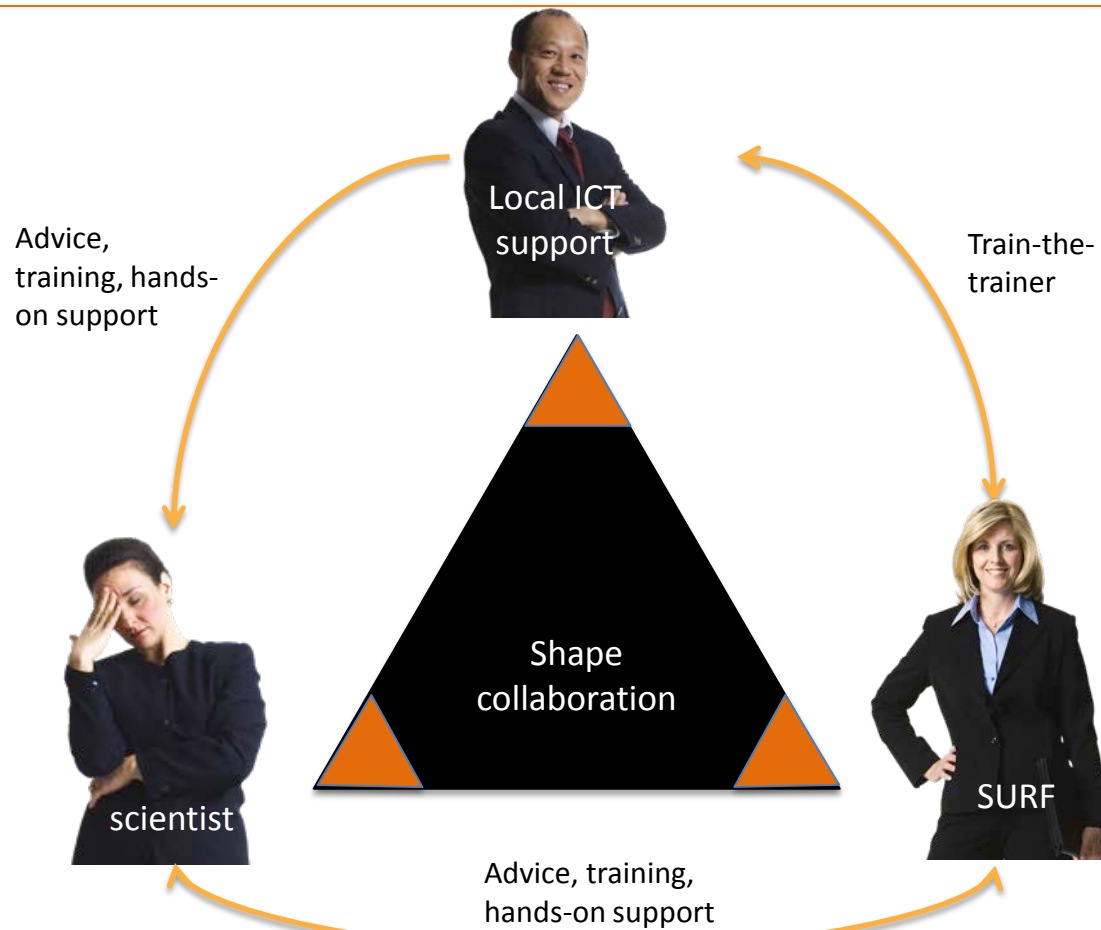 Local ICT
support
Advice,
training, hands-
on support
Train-the-
trainer
Shape
collaboration
scientist
SURF
Advice, training,
hands-on support